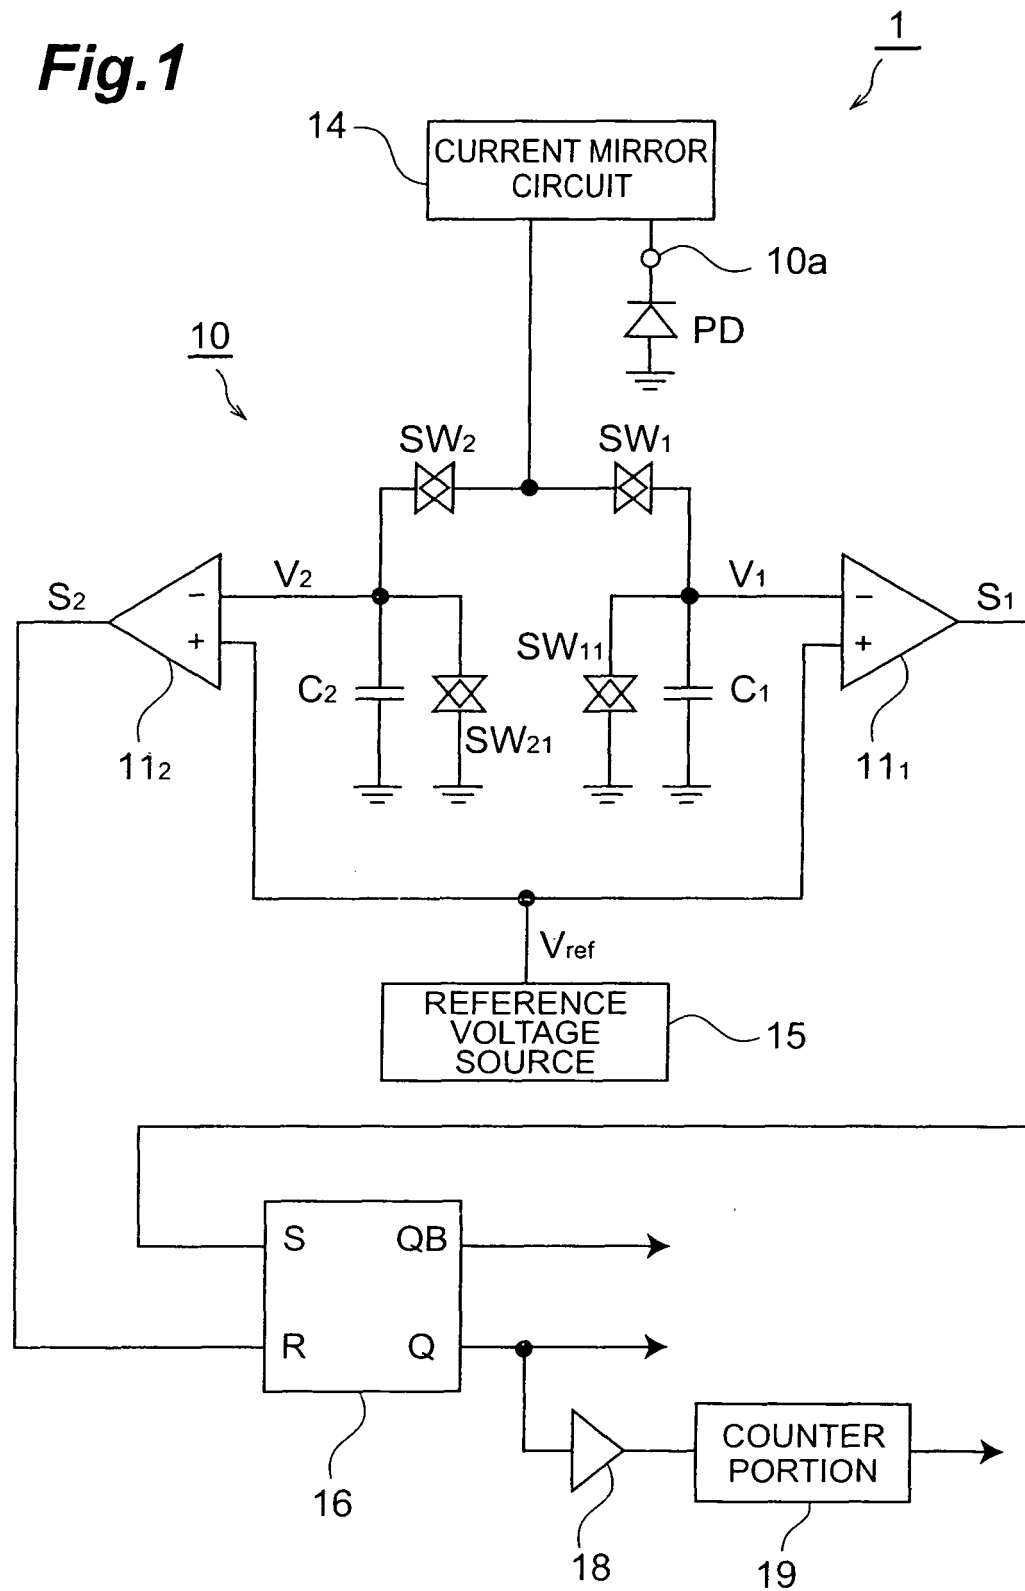 Fig.1
1
14
CURRENT MIRROR
CIRCUIT
10a
PD
10
SW2
SW1
S2
V2
V1
S1
−
+
−
+
SW11
C2
C1
SW21
112
111
Vref
REFERENCE
VOLTAGE
SOURCE
15
S
QB
R
Q
16
COUNTER
PORTION
18
19